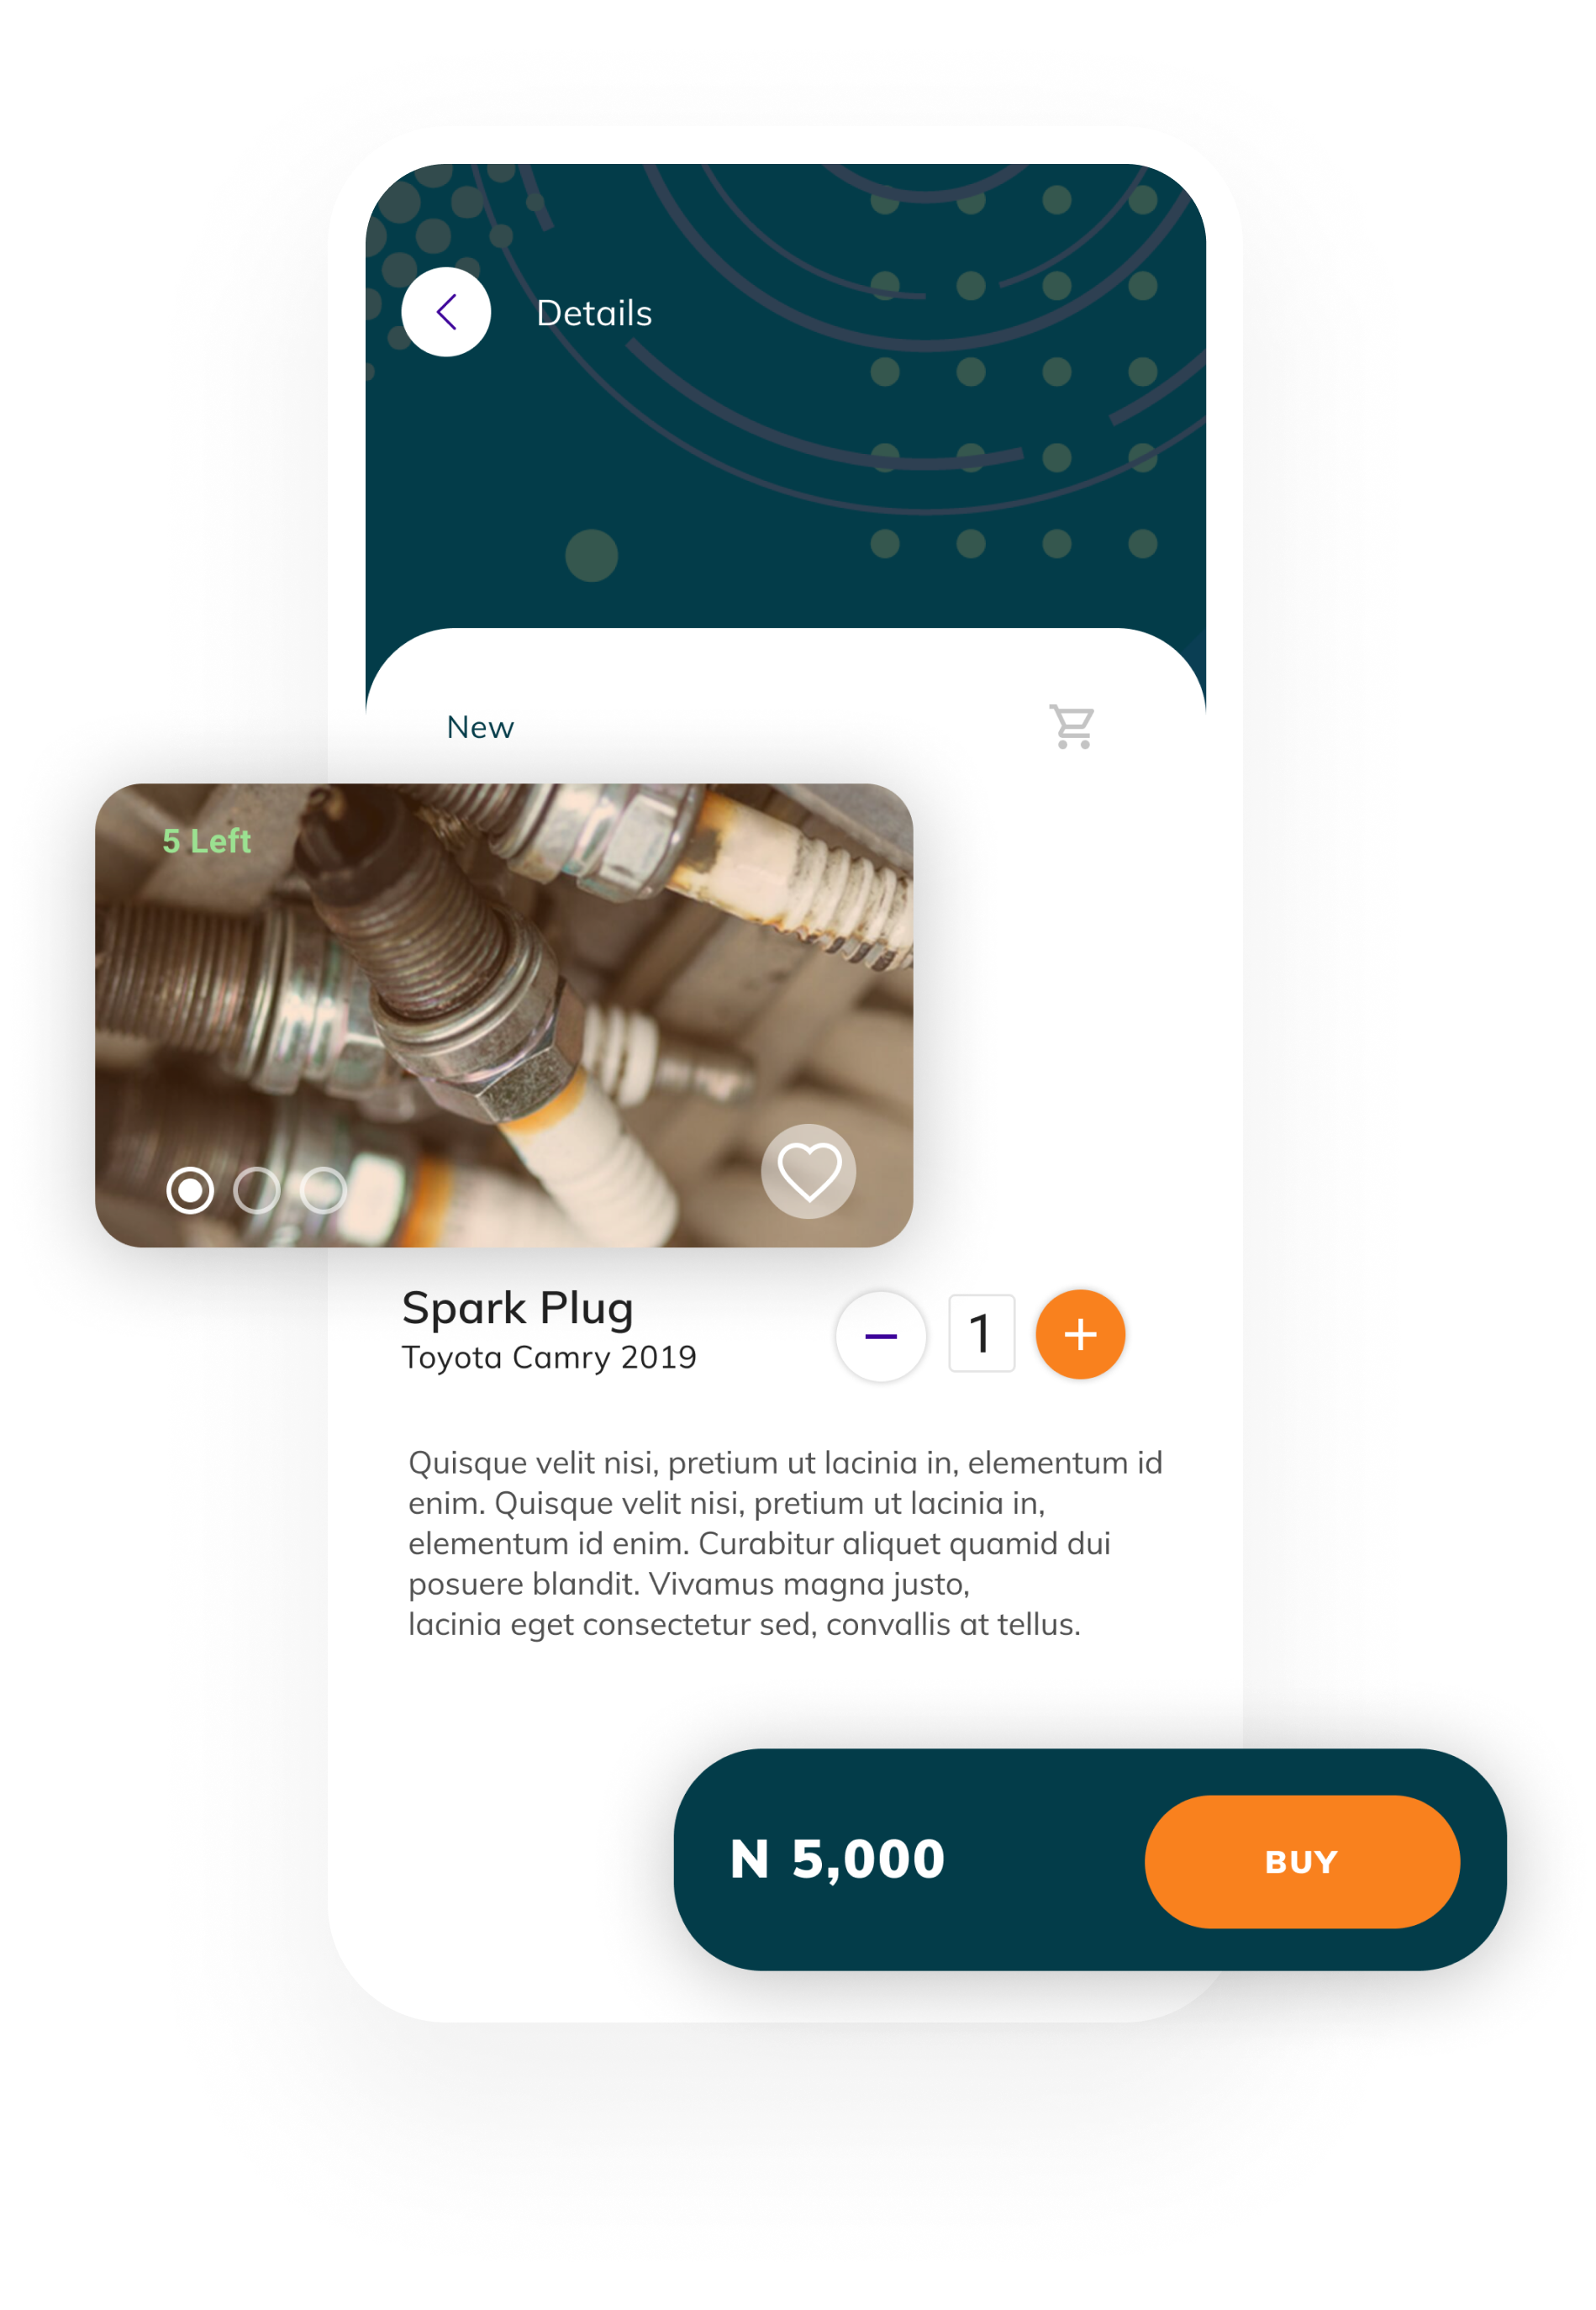 Details
New
5 Left
Spark Plug
Toyota Camry 2019
1
Quisque velit nisi, pretium ut lacinia in, elementum id
enim. Quisque velit nisi, pretium ut lacinia in,
elementum id enim. Curabitur aliquet quamid dui
posuere blandit. Vivamus magna justo,
lacinia eget consectetur sed, convallis at tellus.
N 5,000
BUY